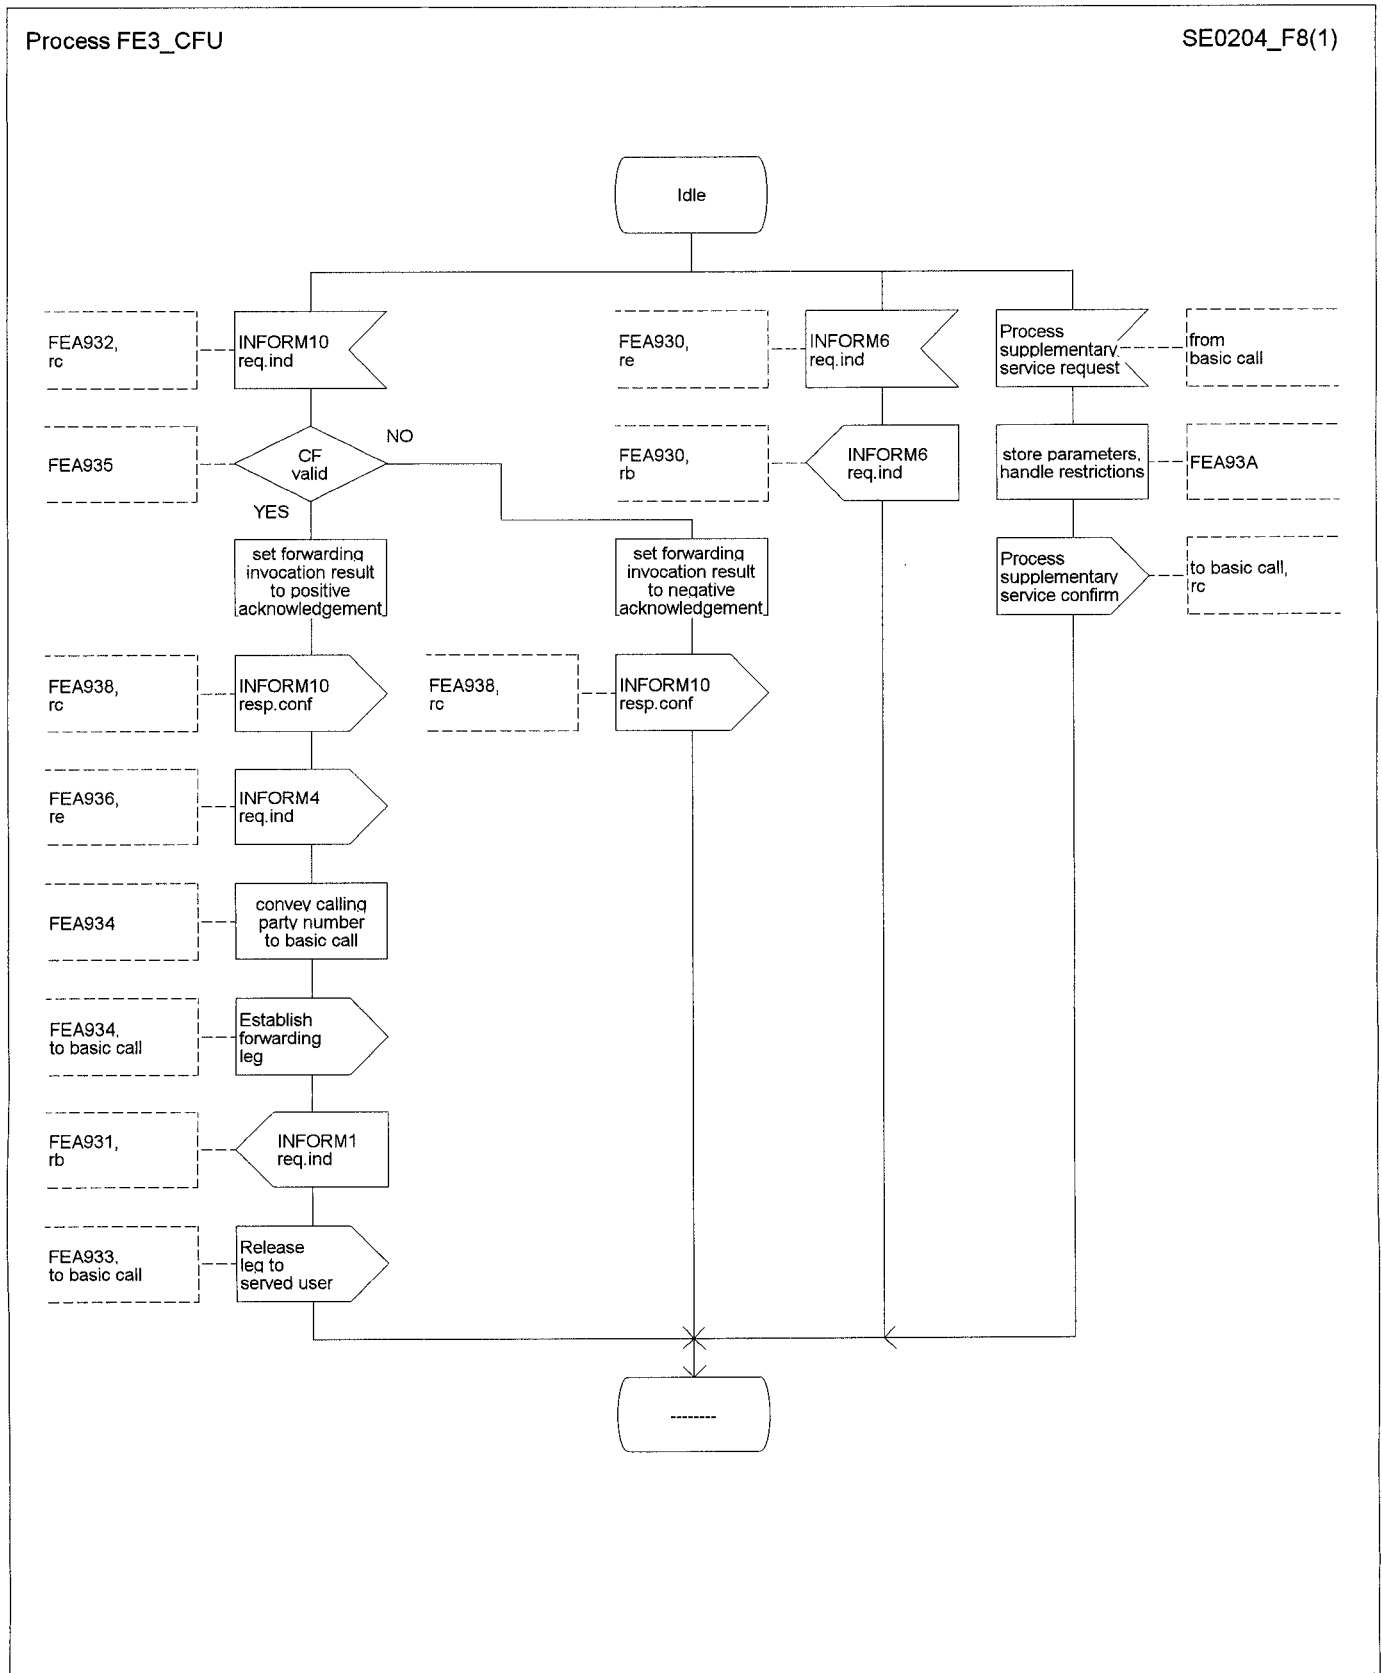 Process FE3_CFU
SE0204_F8(1)
Idle
FEA932,
rc
INFORM10
req.ind
FEA930,
re
INFORM6
req.ind
Process
supplementary
service request
from
basic call
FEA935
CF
valid
NO
YES
FEA930,
rb
INFORM6
req.ind
store parameters,
handle restrictions
FEA93A
set forwarding
invocation result
to positive
acknowledgement
set forwarding
invocation result
to negative
acknowledgement
Process
supplementary
service confirm
to basic call,
rc
FEA938,
rc
INFORM10
resp.conf
FEA938,
rc
INFORM10
resp.conf
FEA936,
re
INFORM4
req.ind
FEA934
convey calling
party number
to basic call
FEA934,
to basic call
Establish
forwarding
leg
FEA931,
rb
INFORM1
req.ind
FEA933,
to basic call
Release
leg to
served user
--------